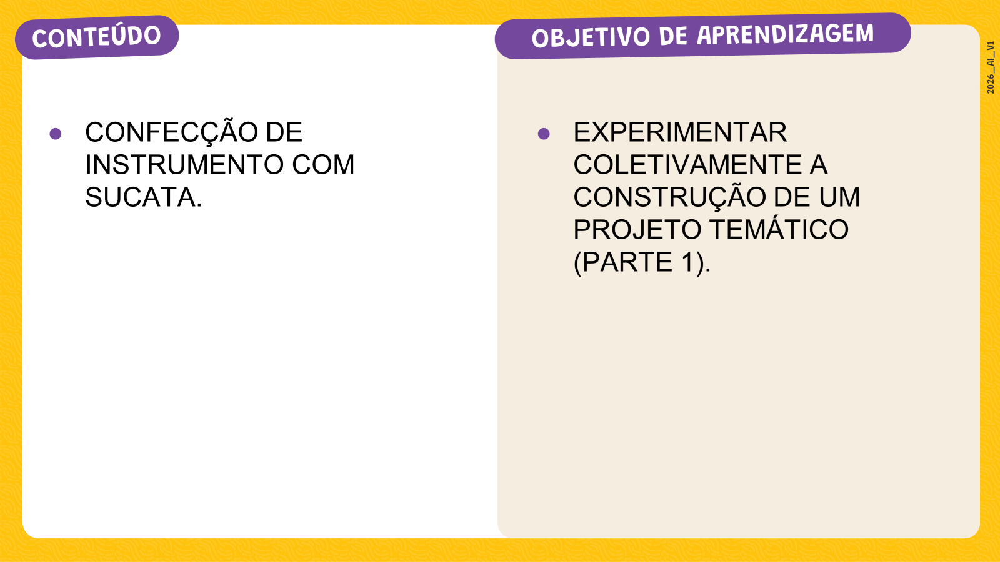 CONTEÚDO
● CONFECÇÃO DE
INSTRUMENTO COM
SUCATA.
OBJETIVO DE APRENDIZAGEM
● EXPERIMENTAR
COLETIVAMENTE A
CONSTRUÇÃO DE UM
PROJETO TEMÁTICO
(PARTE 1).
2026_AI_V1